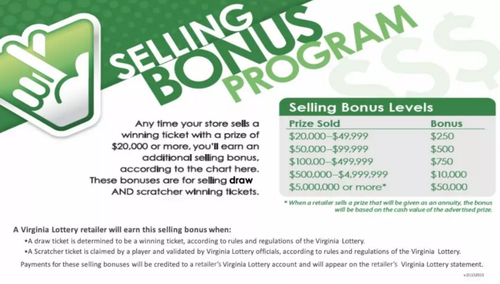 SELLING
BONUS
PROGRAM
Any time your store sells a
winning ticket with a prize of
$20,000 or more, you'll earn an
additional selling bonus,
according to the chart here.
These bonuses are for selling draw
AND scratcher winning tickets.
Selling Bonus Levels
Prize Sold Bonus
$20,000–$49,999 $250
$50,000–$99,999 $500
$100,00–$499,999 $750
$500,000–$4,999,999 $10,000
$5,000,000 or more* $50,000
* When a retailer sells a prize that will be given as an annuity, the bonus
will be based on the cash value of the advertised prize.
A Virginia Lottery retailer will earn this selling bonus when:
•A draw ticket is determined to be a winning ticket, according to rules and regulations of the Virginia Lottery.
•A Scratcher ticket is claimed by a player and validated by Virginia Lottery officials, according to rules and regulations of the Virginia Lottery.
Payments for these selling bonuses will be credited to a retailer's Virginia Lottery account and will appear on the retailer's Virginia Lottery statement.